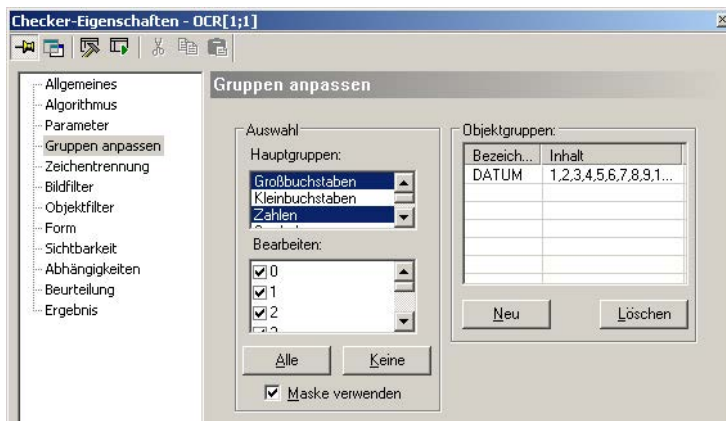 Checker-Eigenschaften - OCR[1;1]
Allgemeines
Algorithmus
Parameter
Gruppen anpassen
Zeichentrennung
Bildfilter
Objektfilter
Form
Sichtbarkeit
Abhängigkeiten
Beurteilung
Ergebnis
Gruppen anpassen
Auswahl
Hauptgruppen:
Großbuchstaben
Kleinbuchstaben
Zahlen
Bearbeiten:
0
1
2
Alle Keine
Maske verwenden
Objektgruppen:
Bezeich... Inhalt
DATUM 1,2,3,4,5,6,7,8,9,1...
Neu Löschen